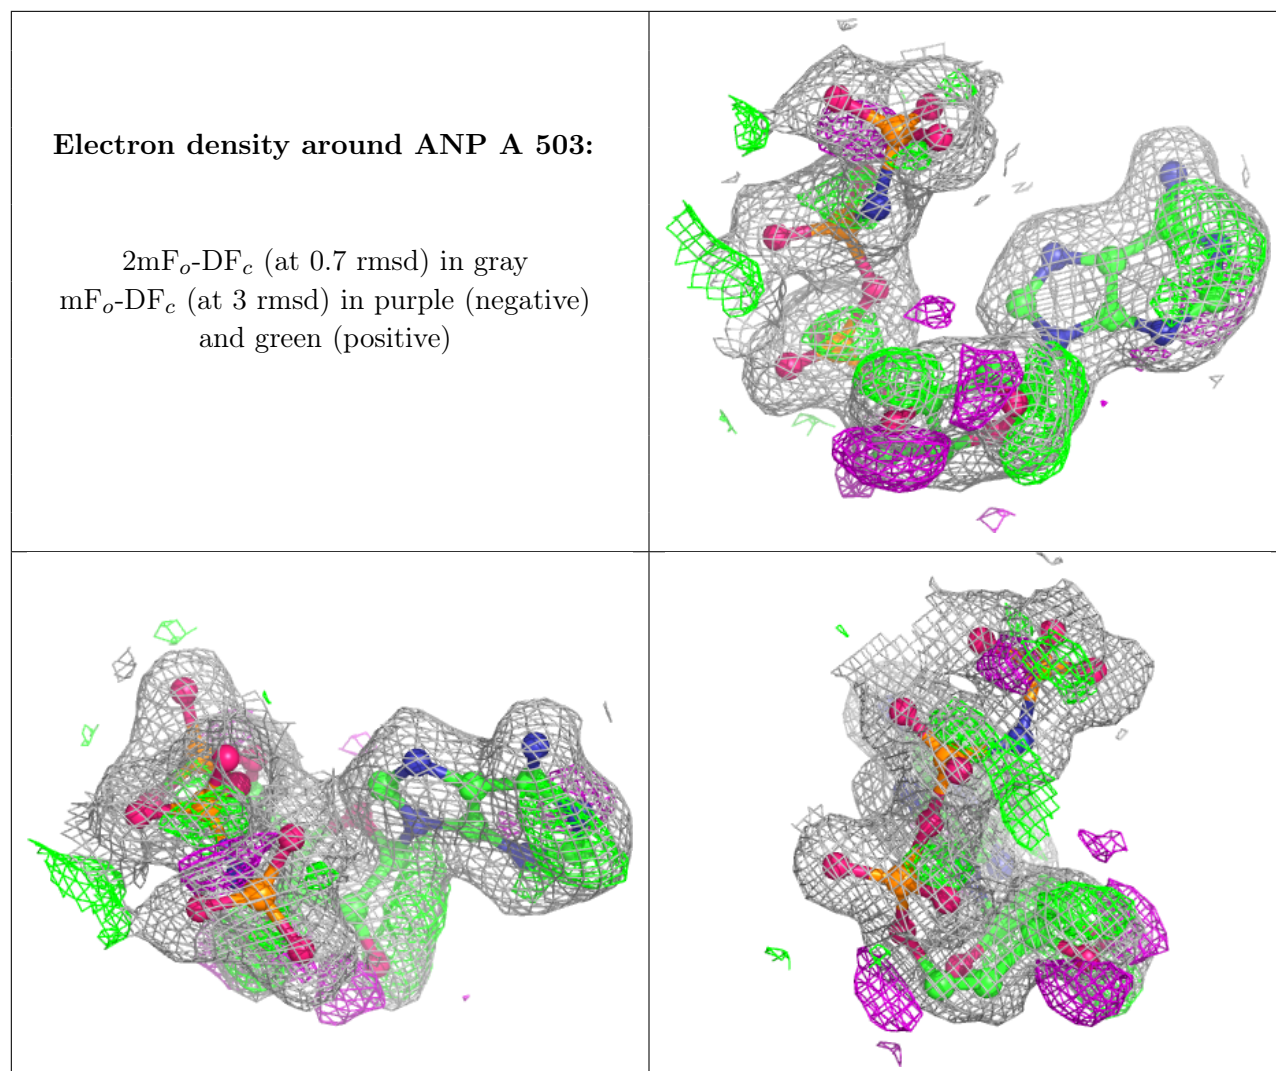 Electron density around ANP A 503:
2mFo-DFc (at 0.7 rmsd) in gray
mFo-DFc (at 3 rmsd) in purple (negative)
and green (positive)